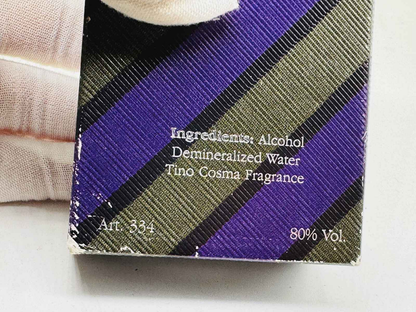 Ingredients: Alcohol
Demineralized Water
Tino Cosma Fragrance
Art. 334
80% Vol.